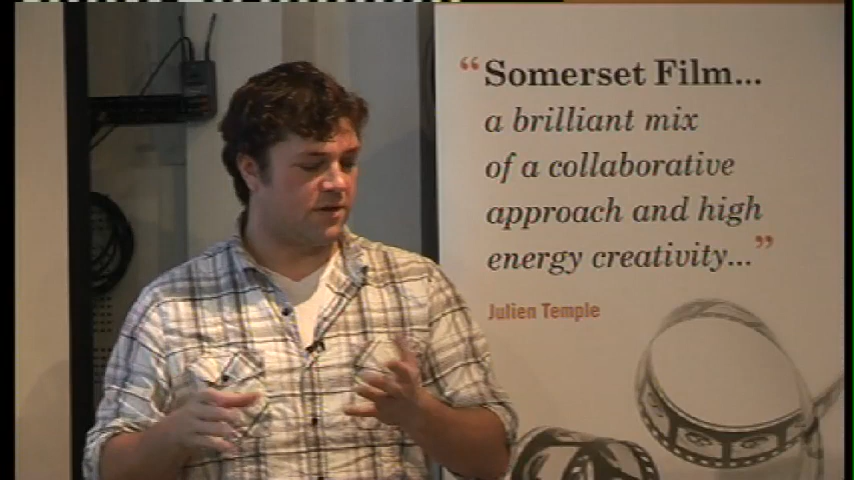 “Somerset Film...
a brilliant mix
of a collaborative
approach and high
energy creativity...”
Julien Temple